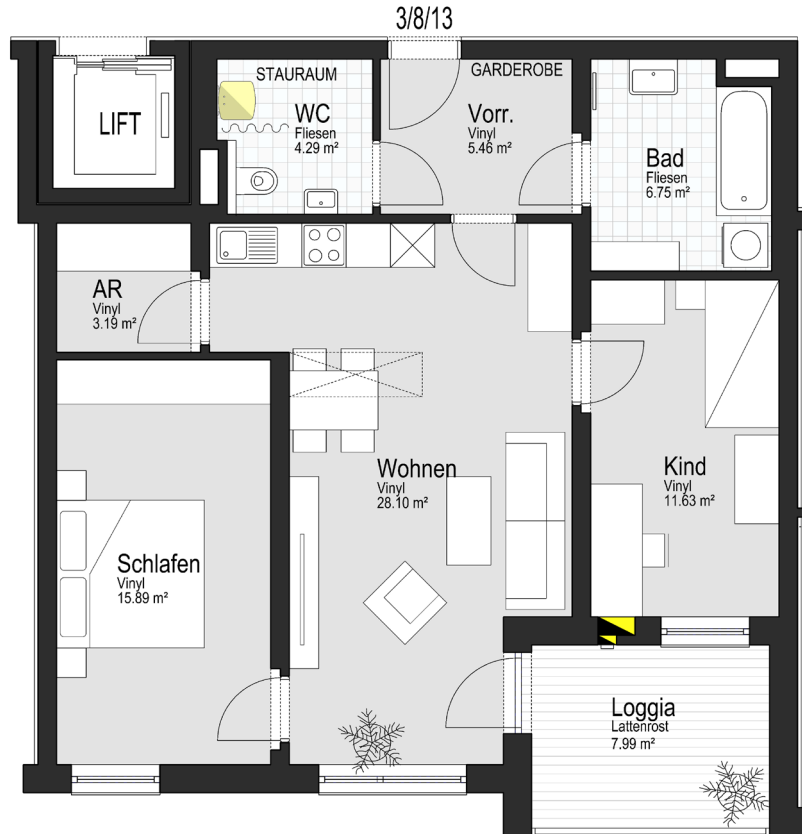 3/8/13
STAURAUM
GARDEROBE
LIFT
WC
Fliesen
4.29 m²
Vorr.
Vinyl
5.46 m²
Bad
Fliesen
6.75 m²
AR
Vinyl
3.19 m²
Wohnen
Vinyl
28.10 m²
Kind
Vinyl
11.63 m²
Schlafen
Vinyl
15.89 m²
Loggia
Lattenrost
7.99 m²